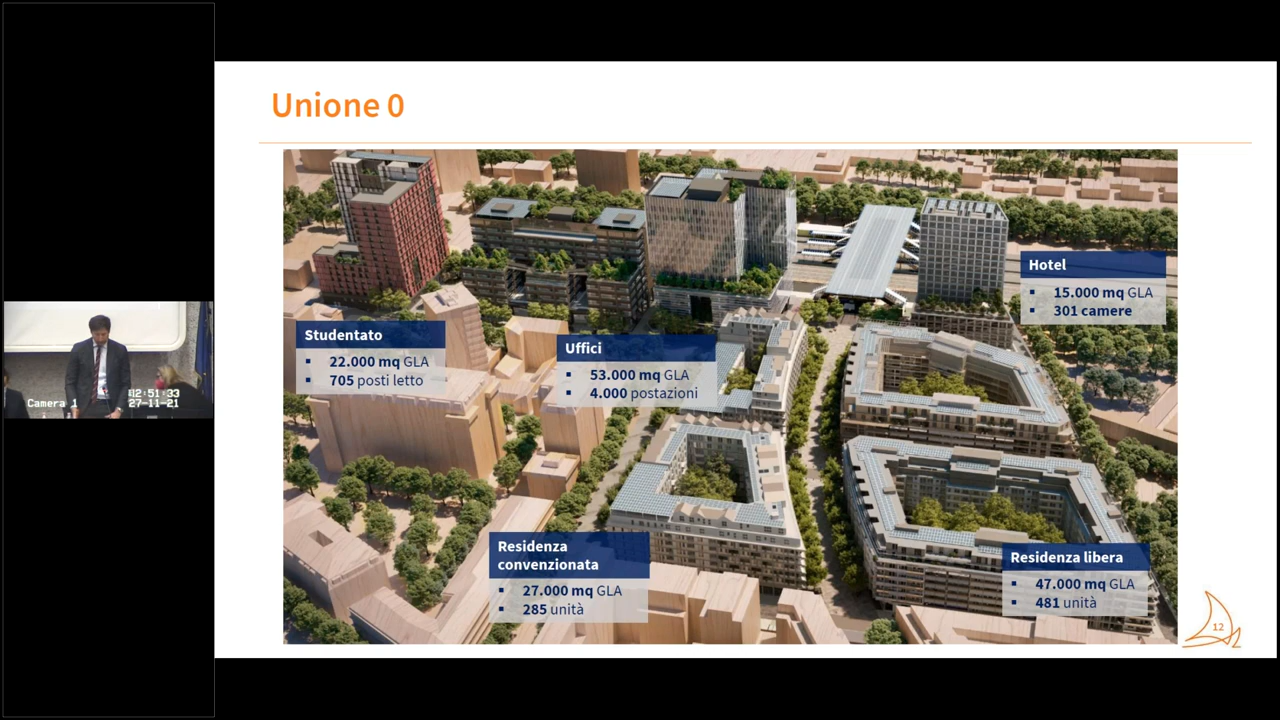 Unione 0
Hotel
▪ 15.000 mq GLA
▪ 301 camere
Studentato
▪ 22.000 mq GLA
▪ 705 posti letto
Uffici
▪ 53.000 mq GLA
▪ 4.000 postazioni
Residenza
convenzionata
▪ 27.000 mq GLA
▪ 285 unità
Residenza libera
▪ 47.000 mq GLA
▪ 481 unità
12
12:51:33
Camera 1
27-11-21